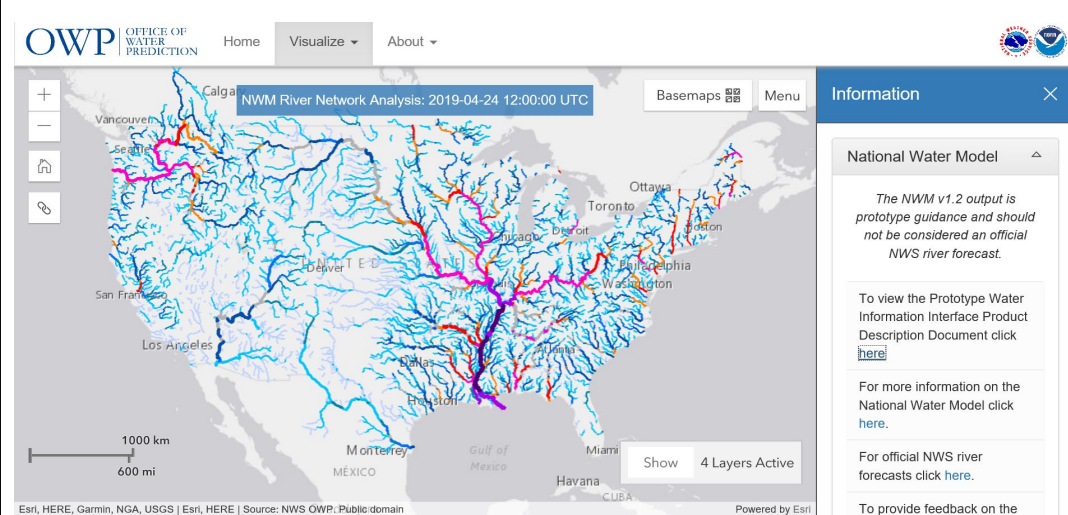 OWP
OFFICE OF
WATER
PREDICTION
Home
Visualize
About
NWM River Network Analysis: 2019-04-24 12:00:00 UTC
Basemaps
Menu
Calgary
Vancouver
Seattle
Ottawa
Toronto
Detroit
Chicago
Boston
Philadelphia
Washington
Denver
San Francisco
Los Angeles
Dallas
Atlanta
Houston
Monterrey
MÉXICO
Gulf of
Mexico
Miami
Havana
CUBA
1000 km
600 mi
Show
4 Layers Active
Esri, HERE, Garmin, NGA, USGS | Esri, HERE | Source: NWS OWP. Public domain
Powered by Esri
Information
National Water Model
The NWM v1.2 output is
prototype guidance and should
not be considered an official
NWS river forecast.
To view the Prototype Water
Information Interface Product
Description Document click
here
For more information on the
National Water Model click
here.
For official NWS river
forecasts click here.
To provide feedback on the